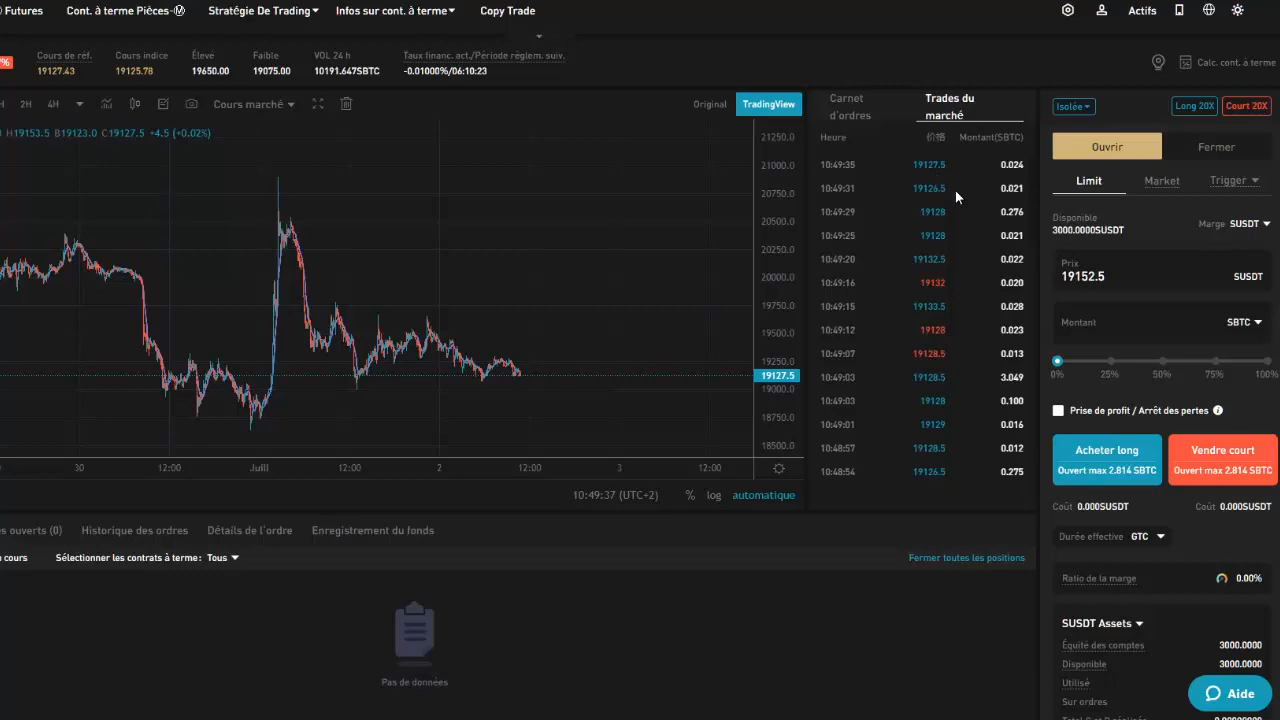 Futures Cont. à terme Pièces-Ⓜ Stratégie De Trading Infos sur cont. à terme Copy Trade Actifs
% Cours de réf. Cours indice Élevé Faible VOL 24 h Taux financ. act./Période réglem. suiv.
19127.43 19125.78 19650.00 19075.00 10191.647SBTC -0.01000%/06:10:23
Calc. cont. à terme
H 2H 4H Cours marché Original TradingView
H19153.5 B19123.0 C19127.5 +4.5 (+0.02%)
21250.0
21000.0
20750.0
20500.0
20250.0
20000.0
19750.0
19500.0
19250.0
19127.5
19000.0
18750.0
18500.0
30 12:00 Juill 12:00 2 12:00 3 12:00
10:49:37 (UTC+2) % log automatique
Carnet d'ordres
Trades du marché
Heure 价格 Montant(SBTC)
10:49:35 19127.5 0.024
10:49:31 19126.5 0.021
10:49:29 19128 0.276
10:49:25 19128 0.021
10:49:20 19132.5 0.022
10:49:16 19132 0.020
10:49:15 19133.5 0.028
10:49:12 19128 0.023
10:49:07 19128.5 0.013
10:49:03 19128.5 3.049
10:49:03 19128 0.100
10:49:01 19129 0.016
10:48:57 19128.5 0.012
10:48:54 19126.5 0.275
Isolée Long 20X Court 20X
Ouvrir Fermer
Limit Market Trigger
Disponible
3000.0000SUSDT Marge SUSDT
Prix
19152.5 SUSDT
Montant SBTC
0% 25% 50% 75% 100%
Prise de profit / Arrêt des pertes
Acheter long Vendre court
Ouvert max 2.814 SBTC Ouvert max 2.814 SBTC
Coût 0.000SUSDT Coût 0.000SUSDT
Durée effective GTC
Ratio de la marge 0.00%
SUSDT Assets
Équité des comptes 3000.0000
Disponible 3000.0000
Utilisé
Sur ordres
Aide
s ouverts (0) Historique des ordres Détails de l'ordre Enregistrement du fonds
cours Sélectionner les contrats à terme: Tous Fermer toutes les positions
Pas de données